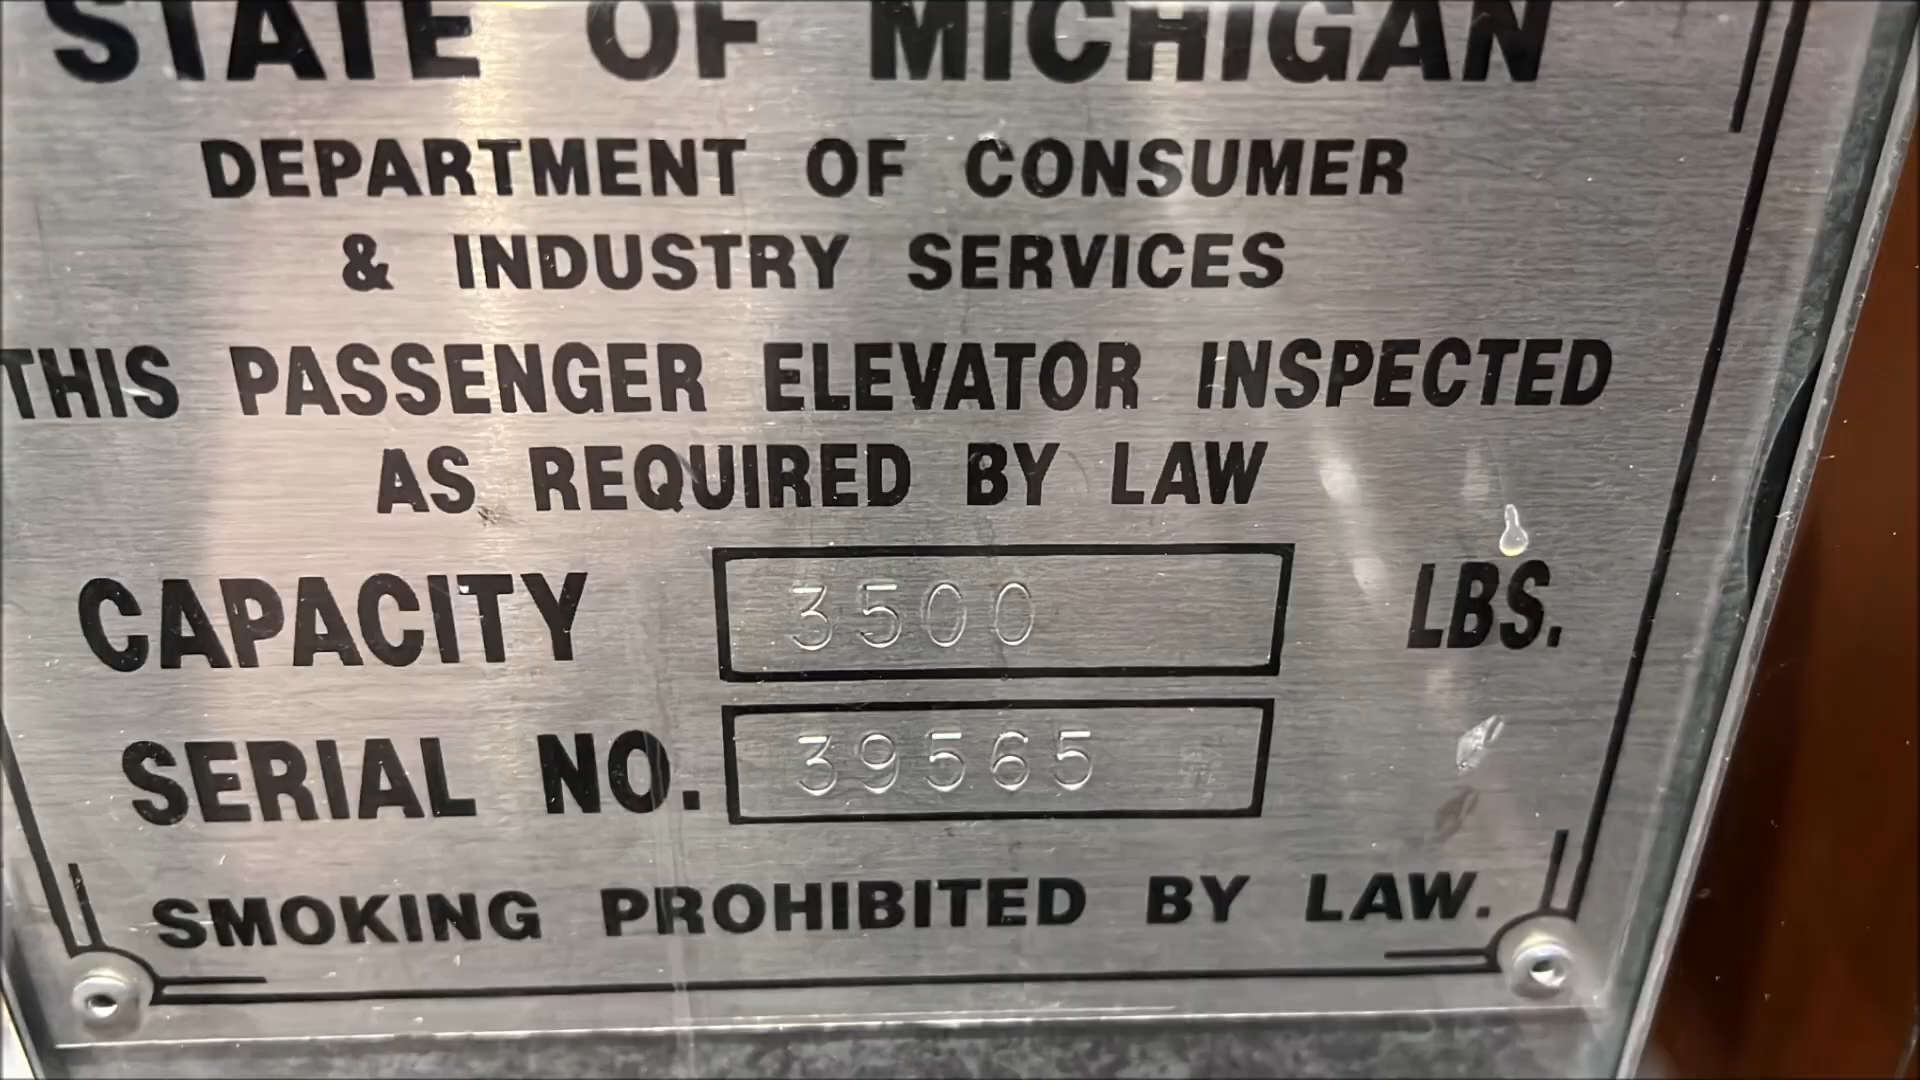 STATE OF MICHIGAN
DEPARTMENT OF CONSUMER
& INDUSTRY SERVICES
THIS PASSENGER ELEVATOR INSPECTED
AS REQUIRED BY LAW
CAPACITY 3500 LBS.
SERIAL NO. 39565
SMOKING PROHIBITED BY LAW.